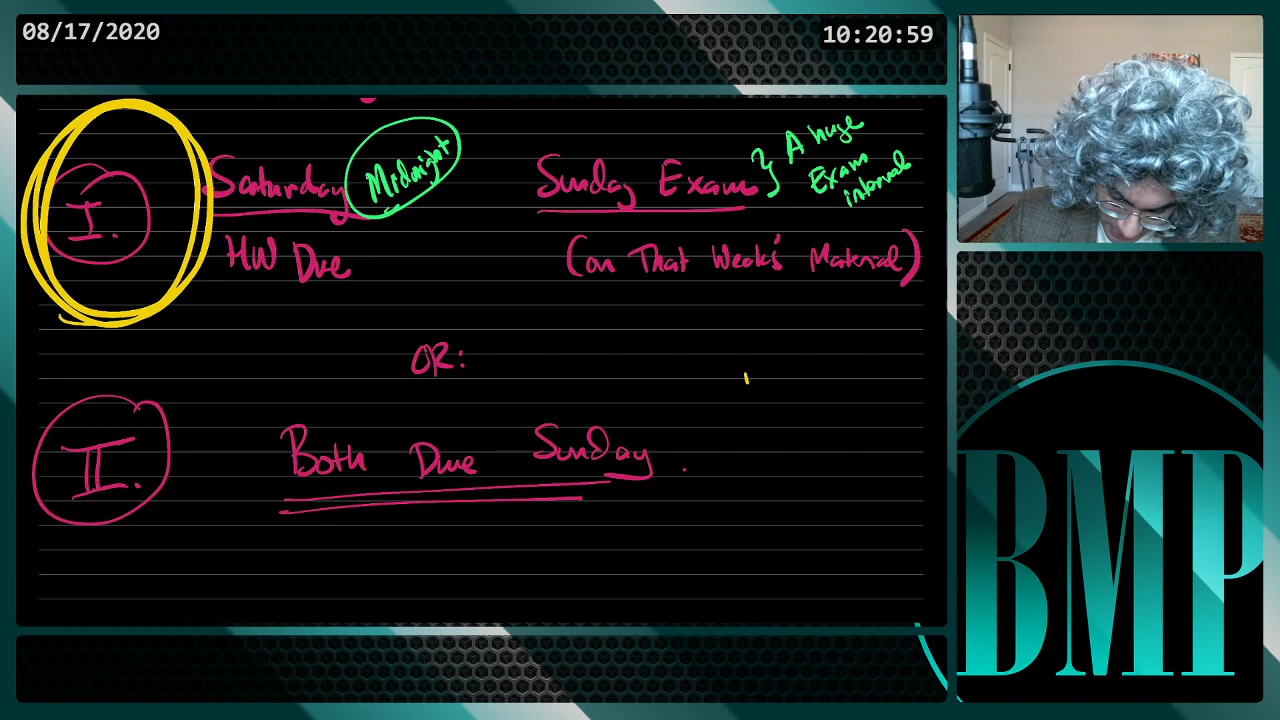 08/17/2020
10:20:59
I. Saturday Midnight Sunday Exam } A huge
Exam
interval
HW Due (on That Week's Material)
OR:
II. Both Due Sunday.
BMP